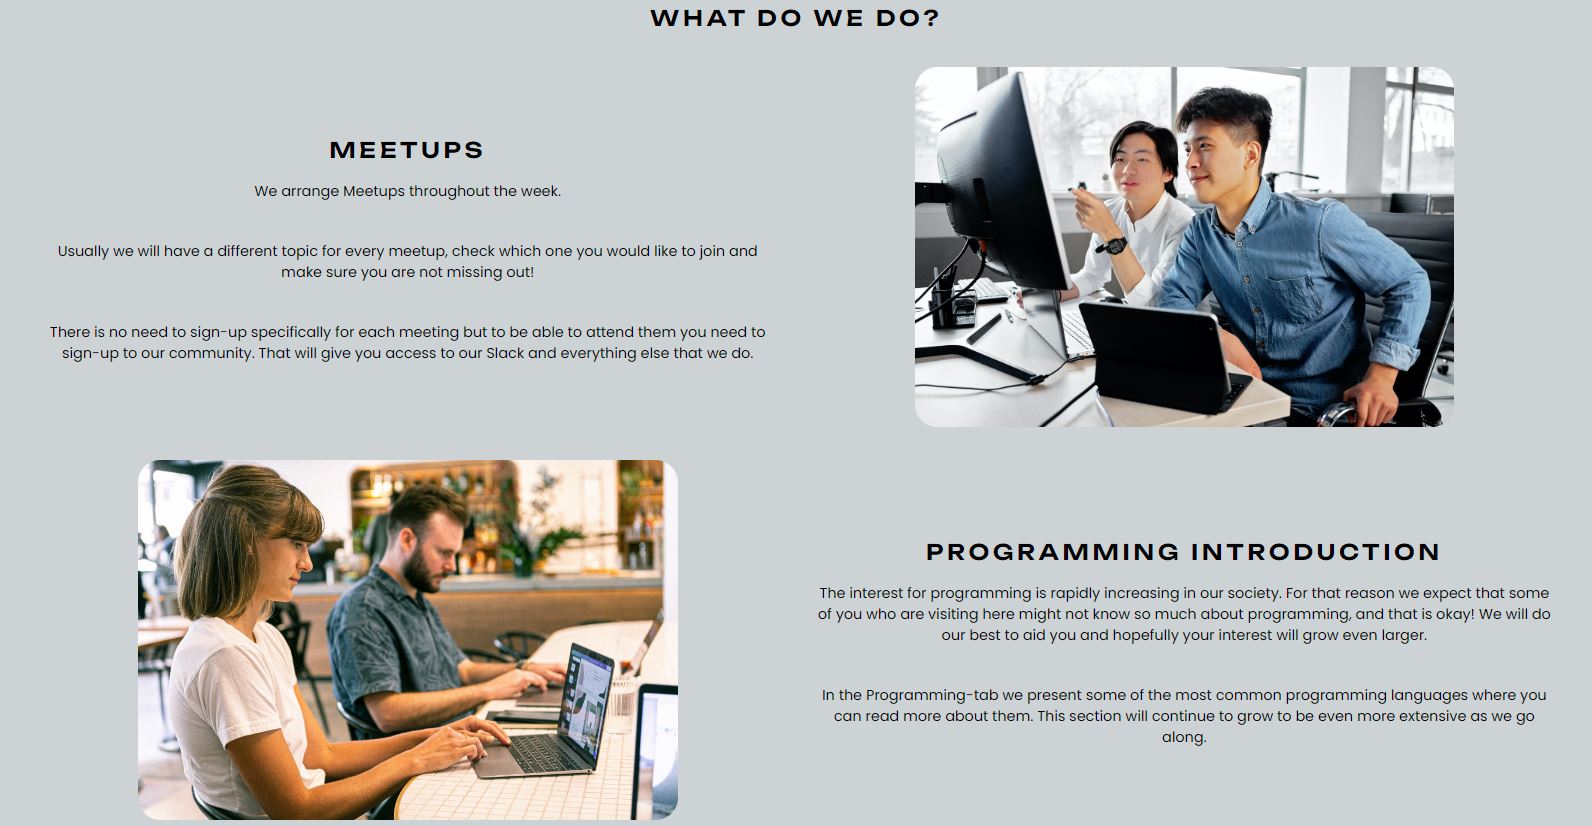 WHAT DO WE DO?
MEETUPS
We arrange Meetups throughout the week.
Usually we will have a different topic for every meetup, check which one you would like to join and
make sure you are not missing out!
There is no need to sign-up specifically for each meeting but to be able to attend them you need to
sign-up to our community. That will give you access to our Slack and everything else that we do.
PROGRAMMING INTRODUCTION
The interest for programming is rapidly increasing in our society. For that reason we expect that some
of you who are visiting here might not know so much about programming, and that is okay! We will do
our best to aid you and hopefully your interest will grow even larger.
In the Programming-tab we present some of the most common programming languages where you
can read more about them. This section will continue to grow to be even more extensive as we go
along.